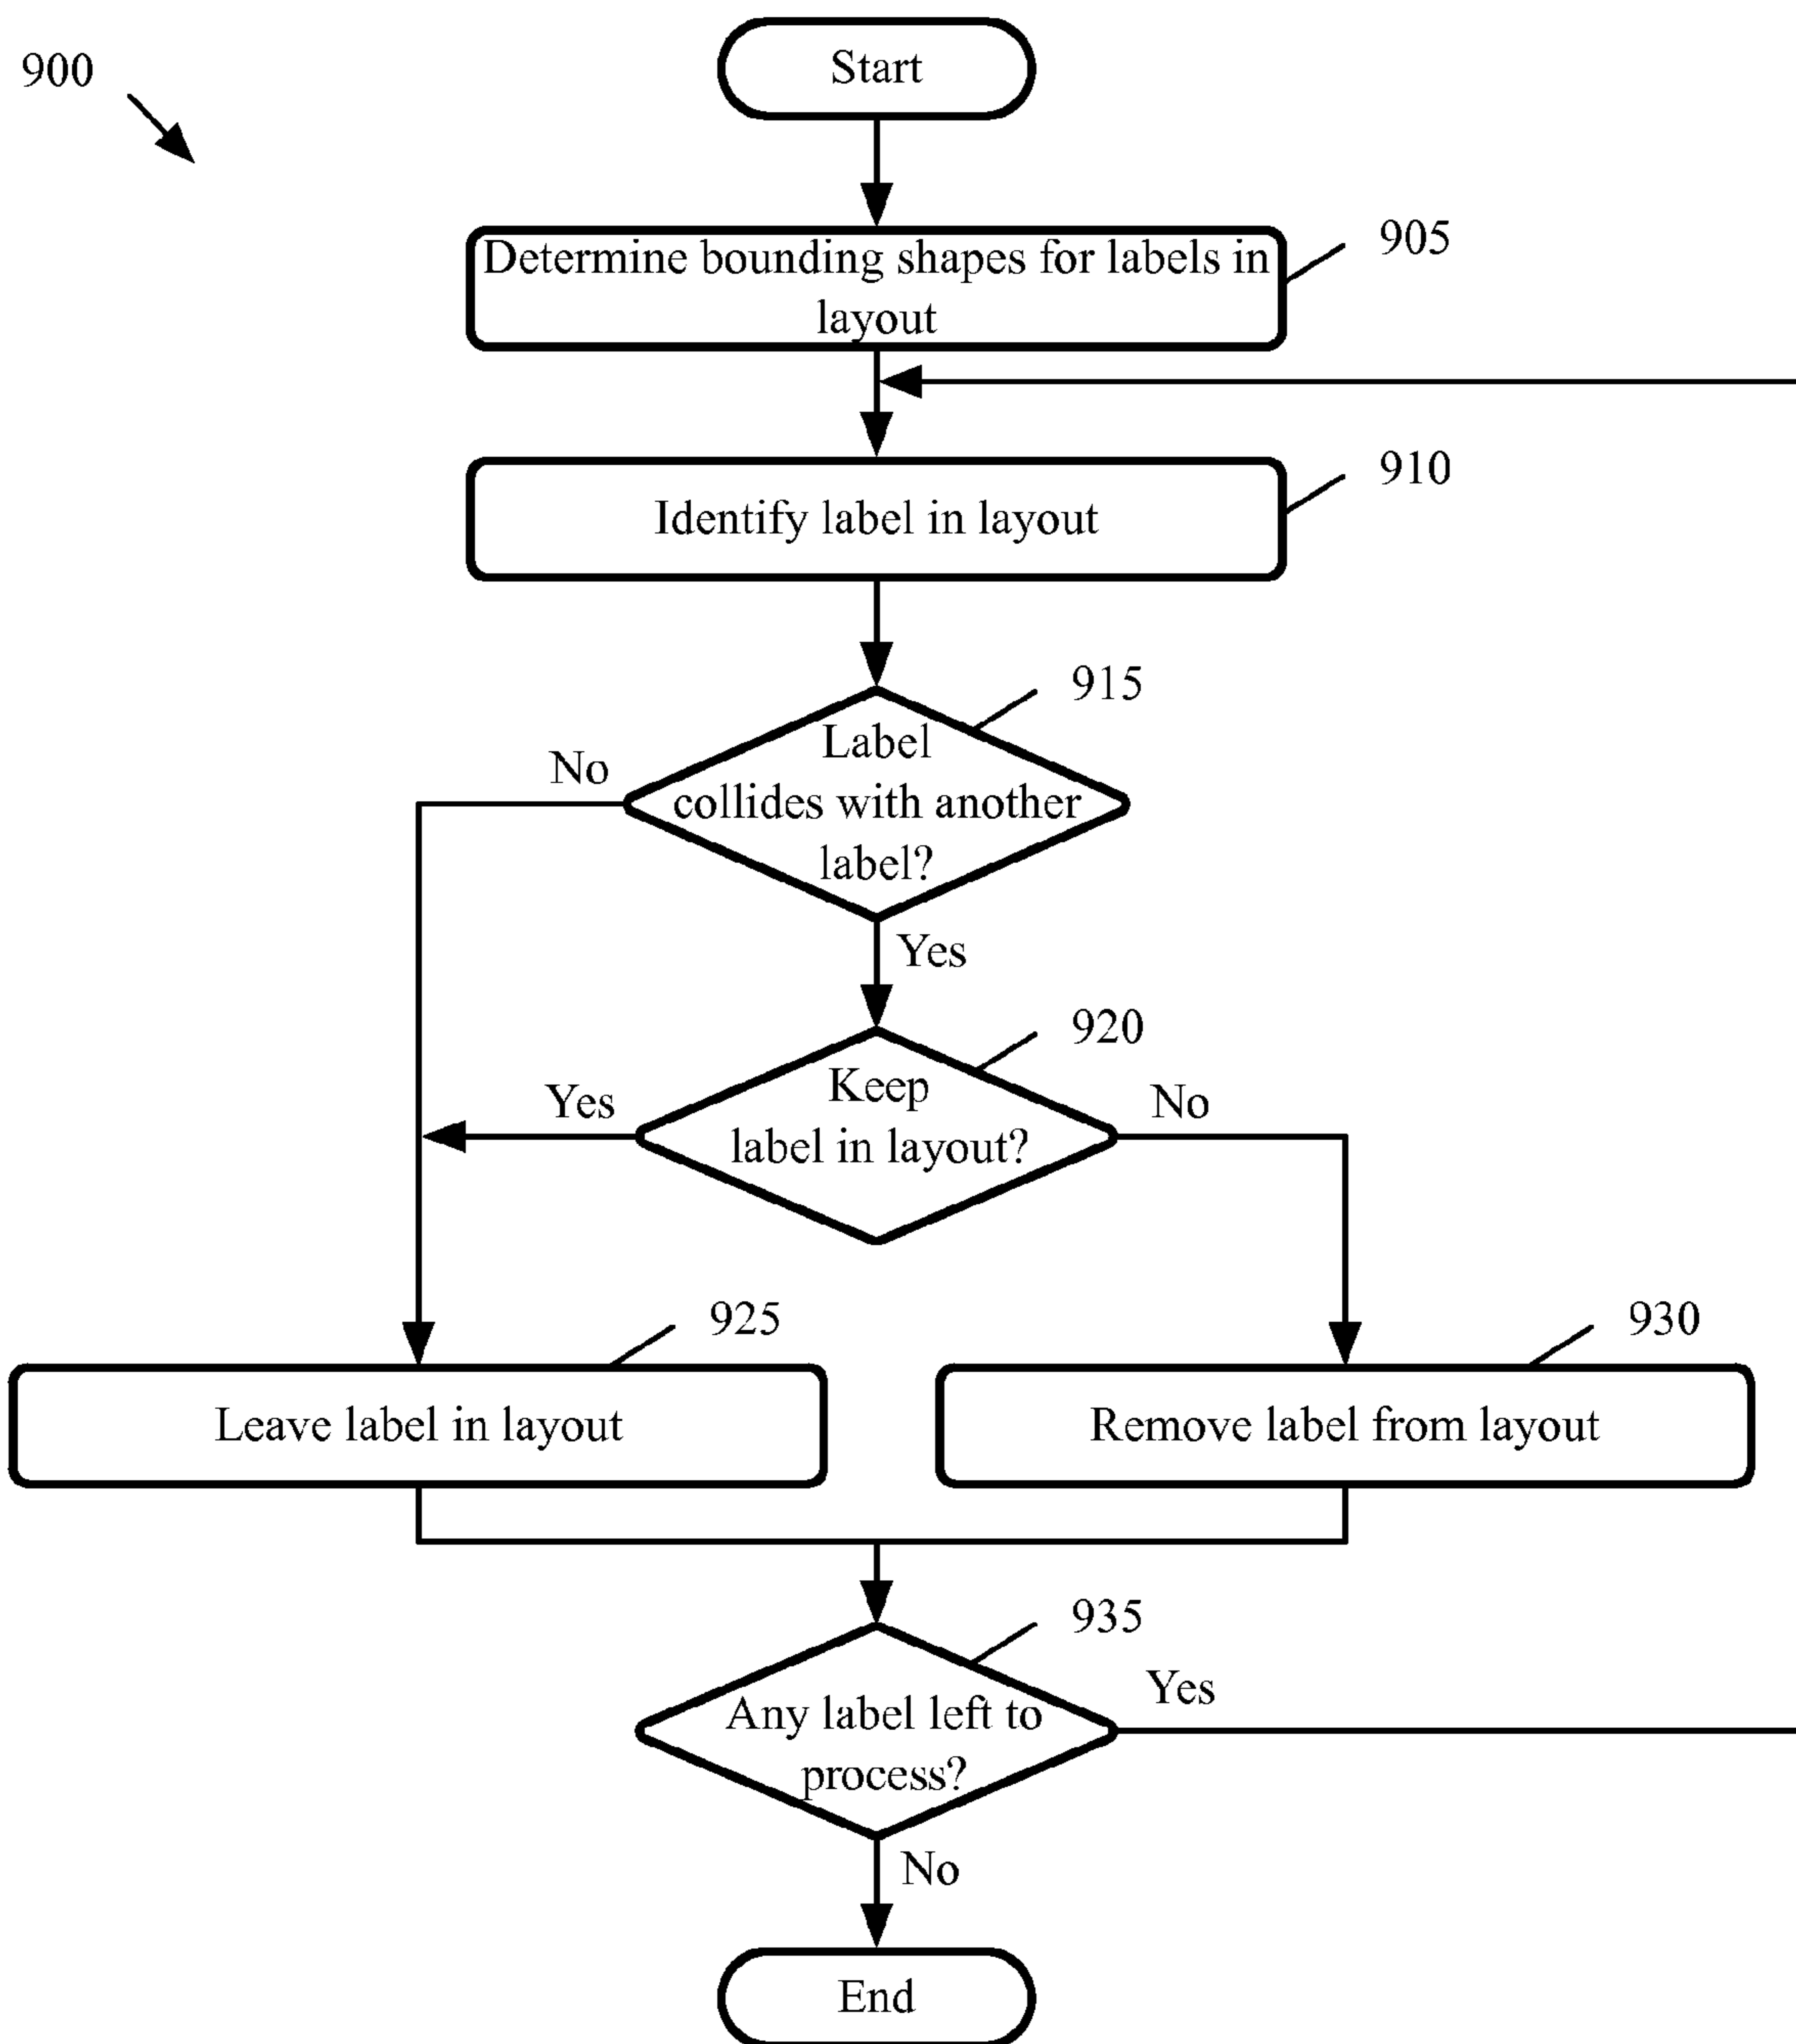 900
Start
Determine bounding shapes for labels in
layout
905
Identify label in layout
910
Label
collides with another
label?
915
No
Yes
Keep
label in layout?
920
Yes
No
Leave label in layout
925
Remove label from layout
930
Any label left to
process?
935
Yes
No
End